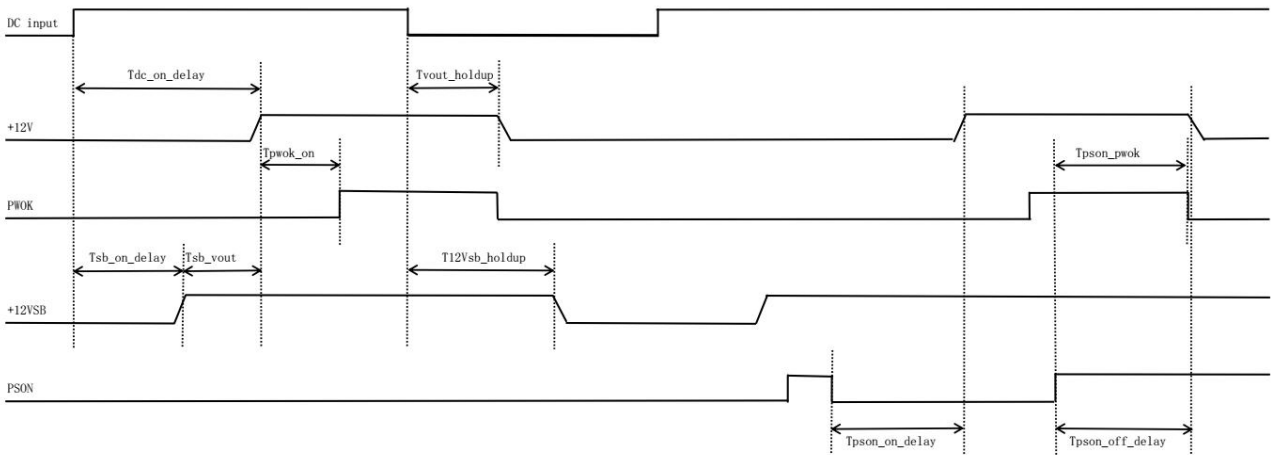 DC input
Tdc_on_delay
Tvout_holdup
+12V
Tpwok_on
Tpson_pwok
PWOK
Tsb_on_delay
Tsb_vout
T12Vsb_holdup
+12VSB
PSON
Tpson_on_delay
Tpson_off_delay